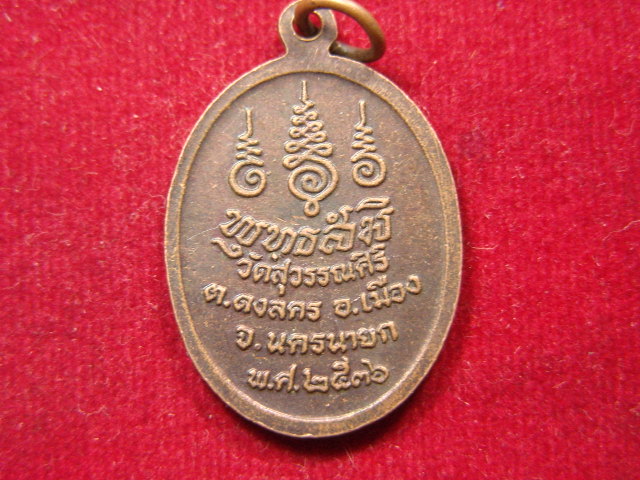 วัดสุวรรณศิริ
ต.ดงละคร อ.เมือง
จ.นครนายก
พ.ศ.๒๕๓๖